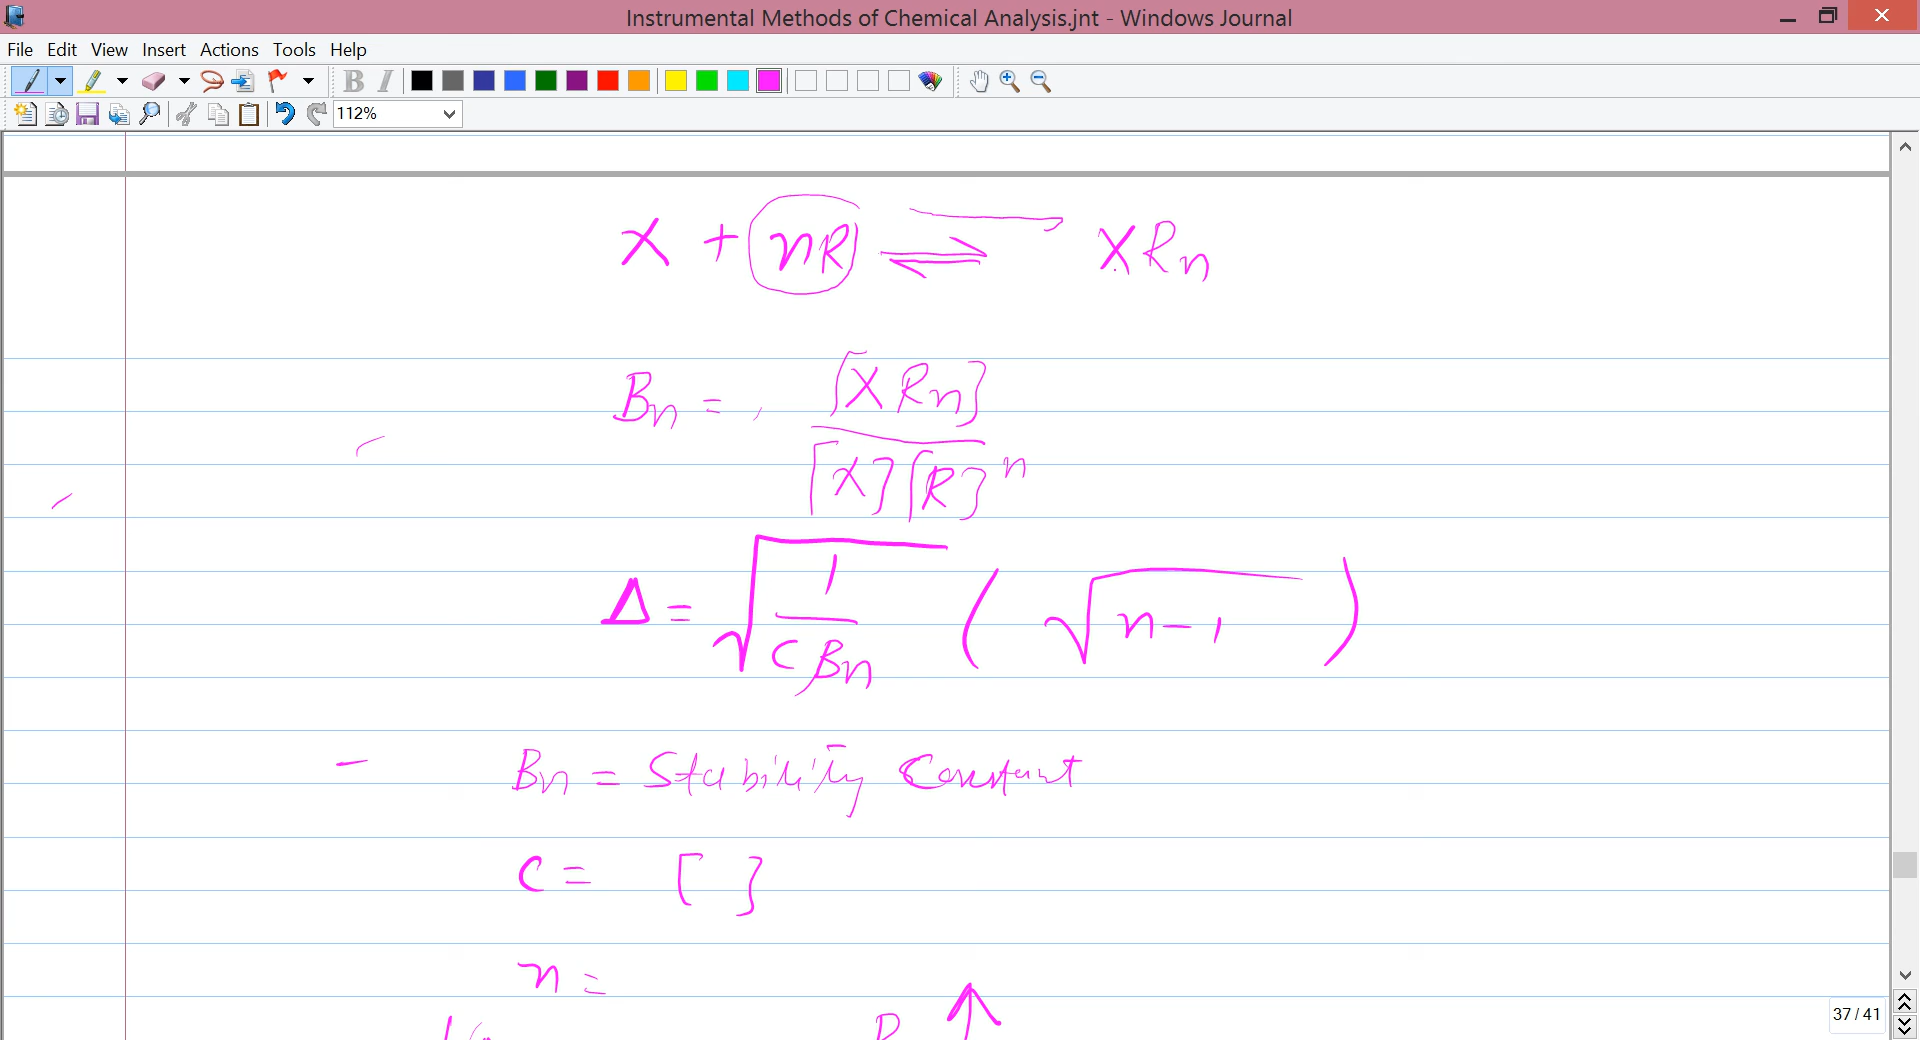 Instrumental Methods of Chemical Analysis.jnt - Windows Journal
File Edit View Insert Actions Tools Help
B I
112%
X + nR ⇌ XRn
Bn = [XRn]
[X][R]^n
Δ = √(1 / CBn) (√n-1)
Bn = Stability Constant
C = [ ]
n =
R ↑
37 / 41